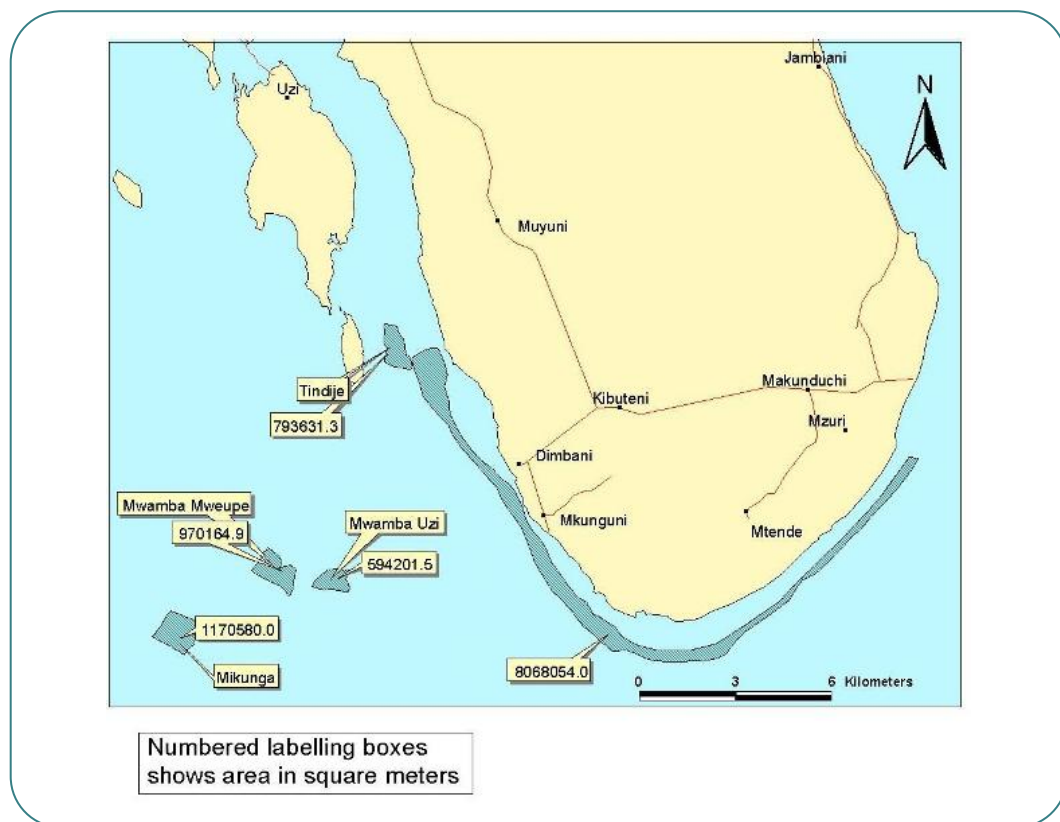 Jambiani
N
Uzi
Muyuni
Tindije
793631.3
Makunduchi
Kibuteni
Mzuri
Dimbani
Mwamba Mweupe
970164.9
Mwamba Uzi
594201.5
Mkunguni
Mtende
1170580.0
Mikunga
8068054.0
0 3 6 Kilometers
Numbered labelling boxes
shows area in square meters